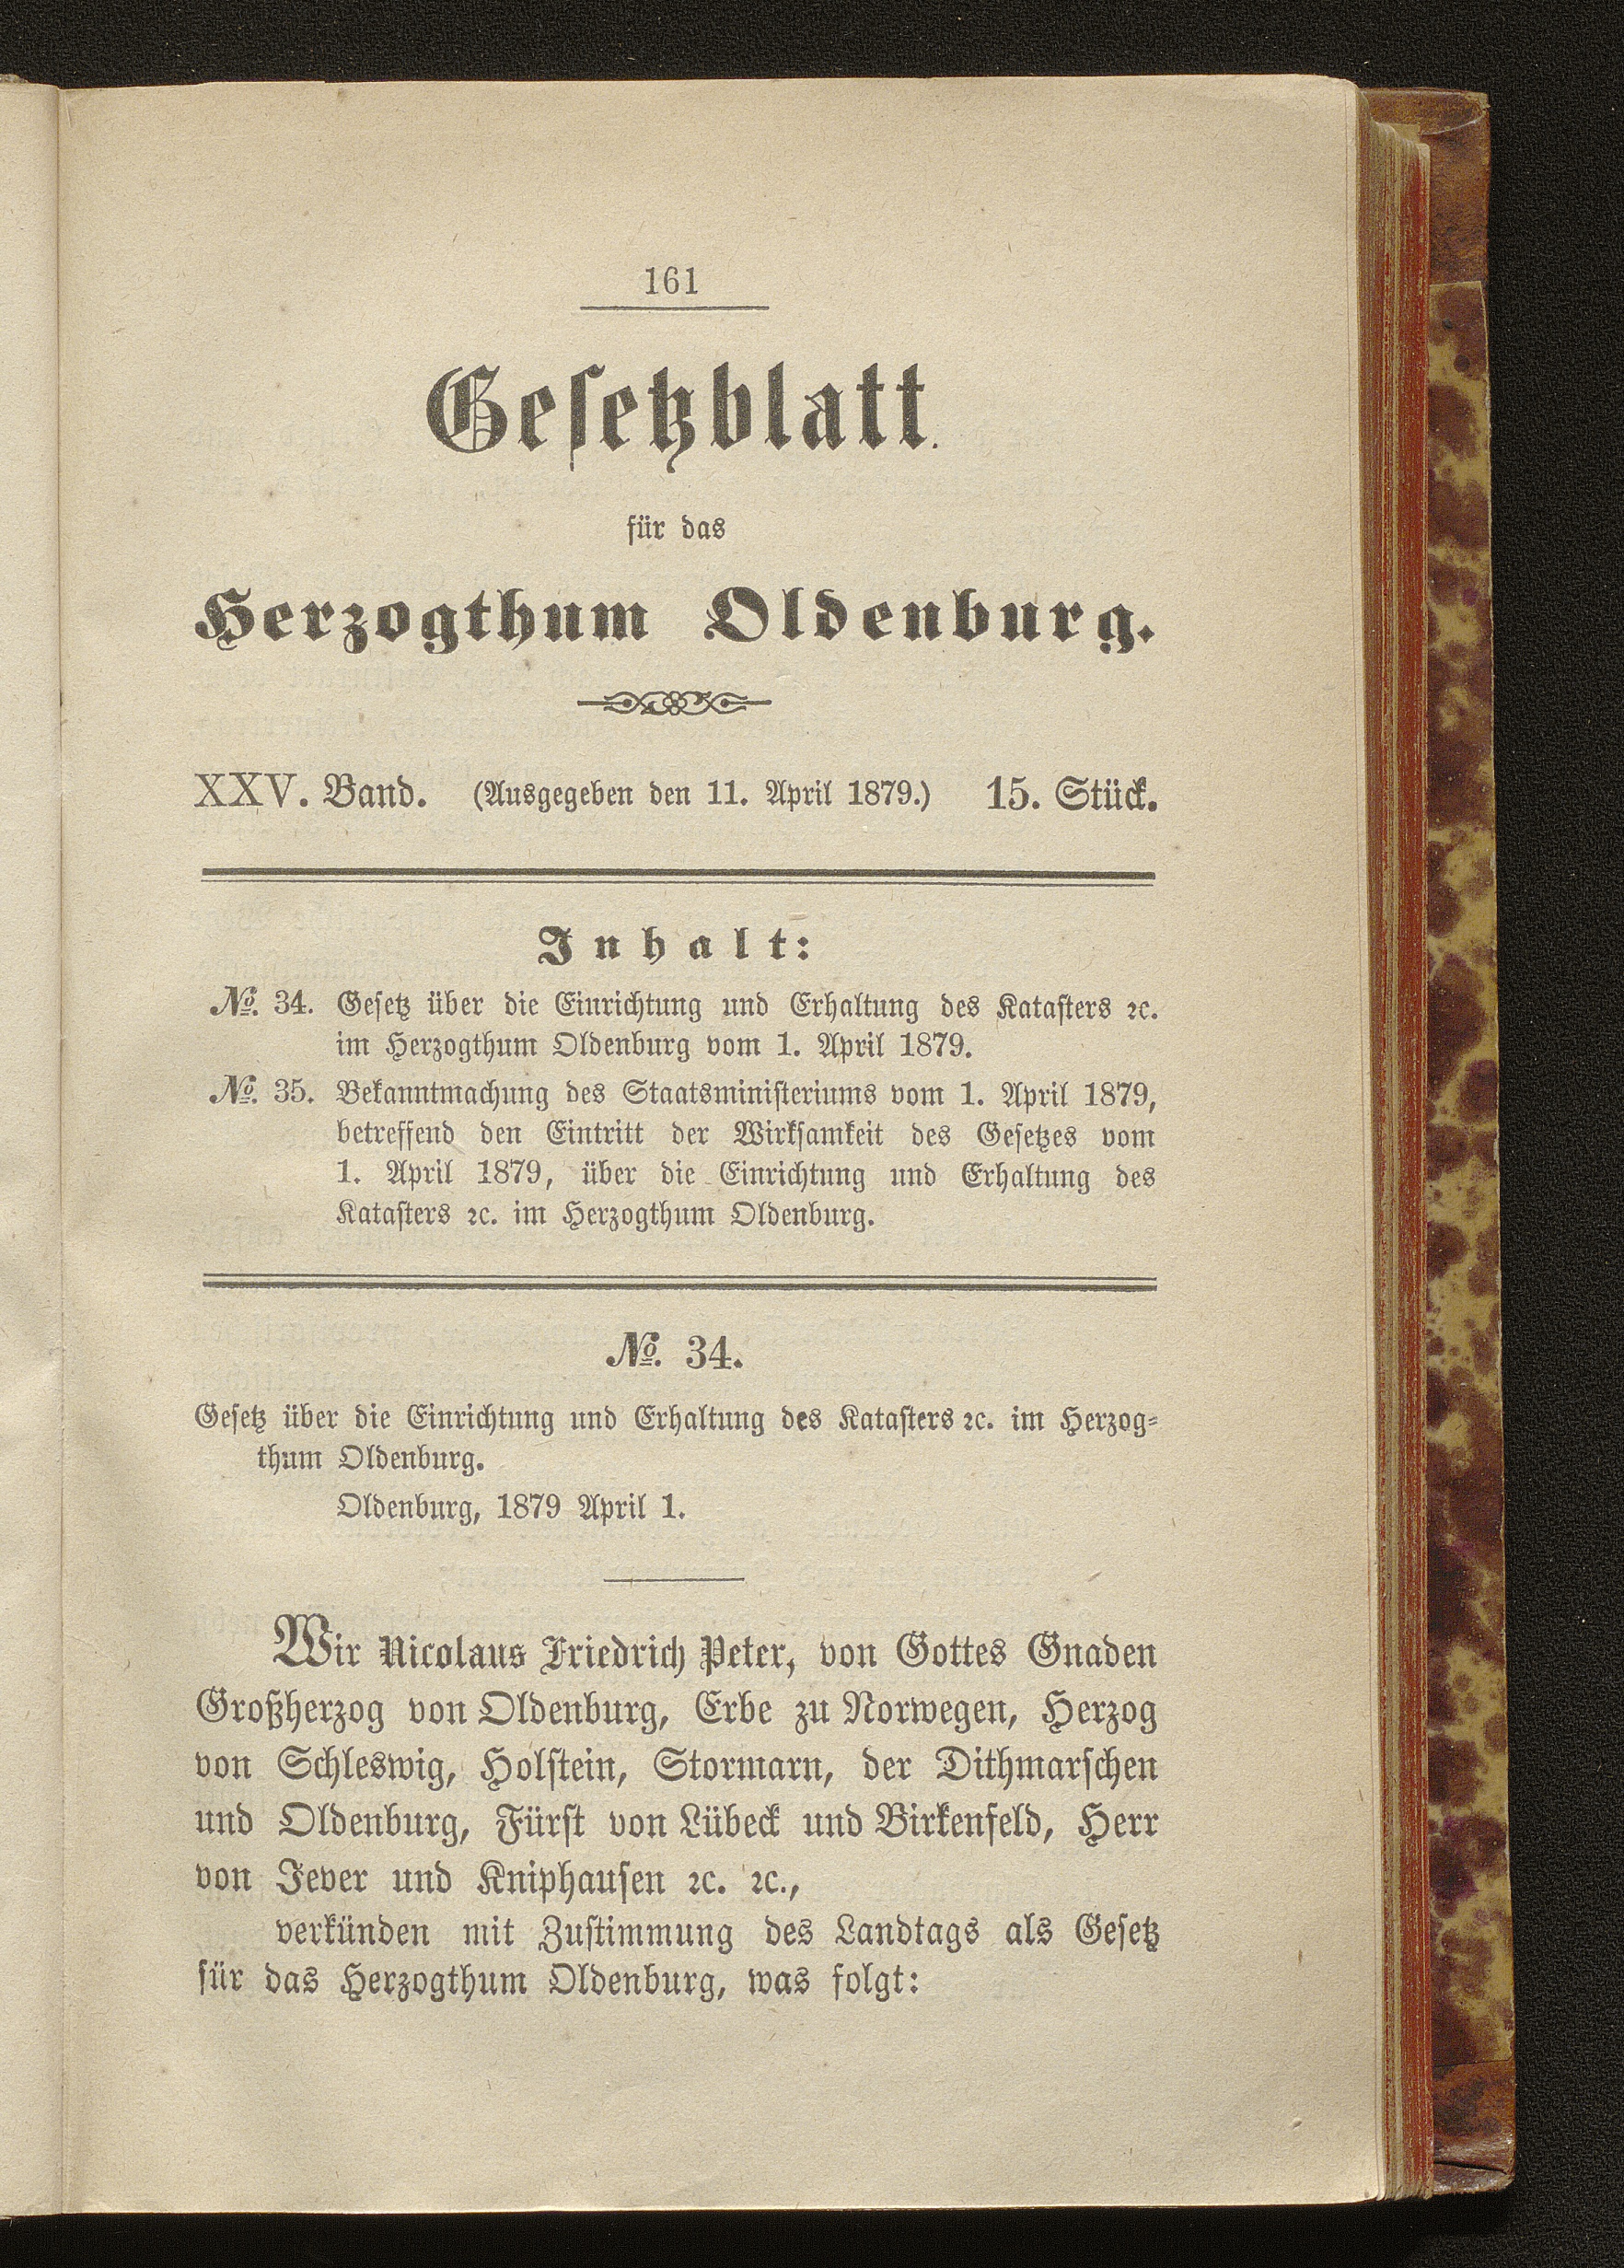 161
Gesetzblatt
für das
Herzogthum Oldenburg.
XXV. Band. (Ausgegeben den 11. April 1879.) 15. Stück.
Inhalt:
№. 34. Gesetz über die Einrichtung und Erhaltung des Katasters ꝛc.
im Herzogthum Oldenburg vom 1. April 1879.
№. 35. Bekanntmachung des Staatsministeriums vom 1. April 1879,
betreffend den Eintritt der Wirksamkeit des Gesetzes vom
1. April 1879, über die Einrichtung und Erhaltung des
Katasters ꝛc. im Herzogthum Oldenburg.
№. 34.
Gesetz über die Einrichtung und Erhaltung des Katasters ꝛc. im Herzog-
thum Oldenburg.
Oldenburg, 1879 April 1.
Wir Nicolaus Friedrich Peter, von Gottes Gnaden
Großherzog von Oldenburg, Erbe zu Norwegen, Herzog
von Schleswig, Holstein, Stormarn, der Dithmarschen
und Oldenburg, Fürst von Lübeck und Birkenfeld, Herr
von Jever und Kniphausen ꝛc. ꝛc.,
verkünden mit Zustimmung des Landtags als Gesetz
für das Herzogthum Oldenburg, was folgt: